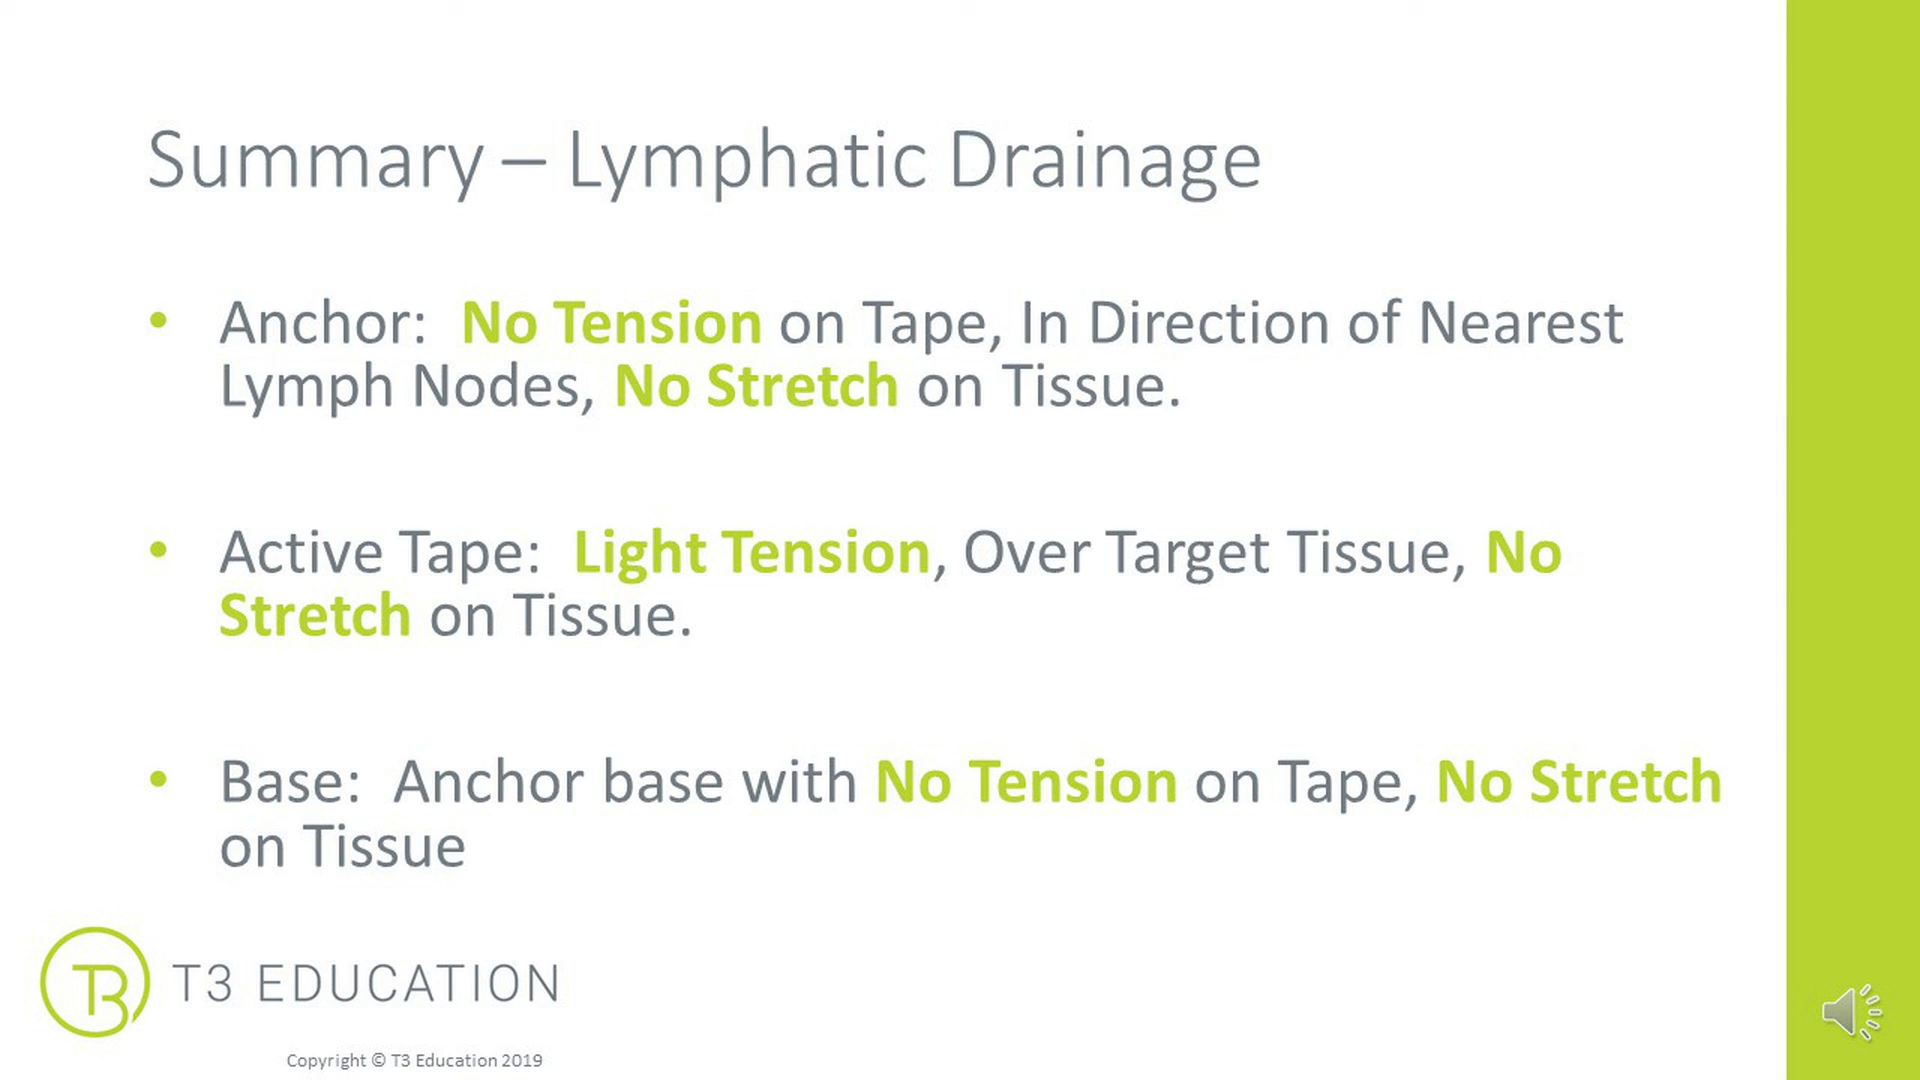 Summary – Lymphatic Drainage
• Anchor: No Tension on Tape, In Direction of Nearest
Lymph Nodes, No Stretch on Tissue.
• Active Tape: Light Tension, Over Target Tissue, No
Stretch on Tissue.
• Base: Anchor base with No Tension on Tape, No Stretch
on Tissue
T3 T3 EDUCATION
Copyright © T3 Education 2019